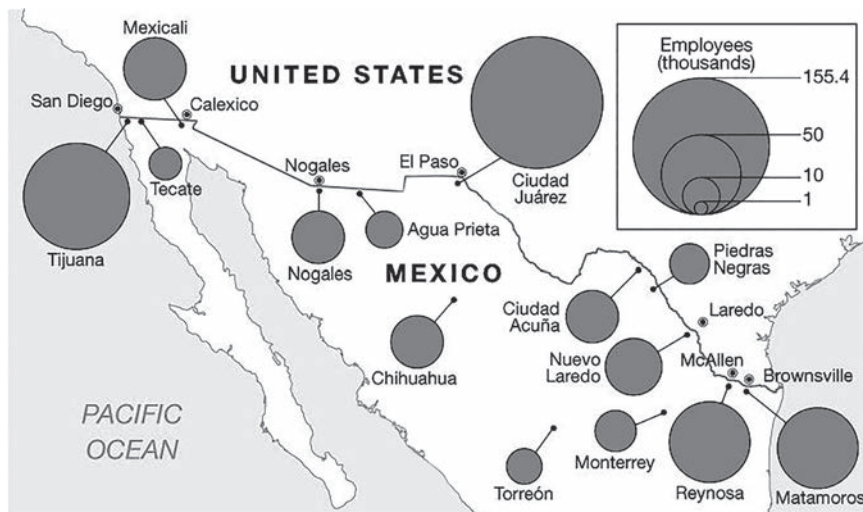 Mexicali
UNITED STATES
San Diego
Calexico
Tecate
Tijuana
Nogales
Nogales
Agua Prieta
El Paso
Ciudad
Juárez
Employees
(thousands)
155.4
50
10
1
MEXICO
Chihuahua
Ciudad
Acuña
Piedras
Negras
Laredo
Nuevo
Laredo
McAllen
Brownsville
PACIFIC
OCEAN
Torreón
Monterrey
Reynosa
Matamoros